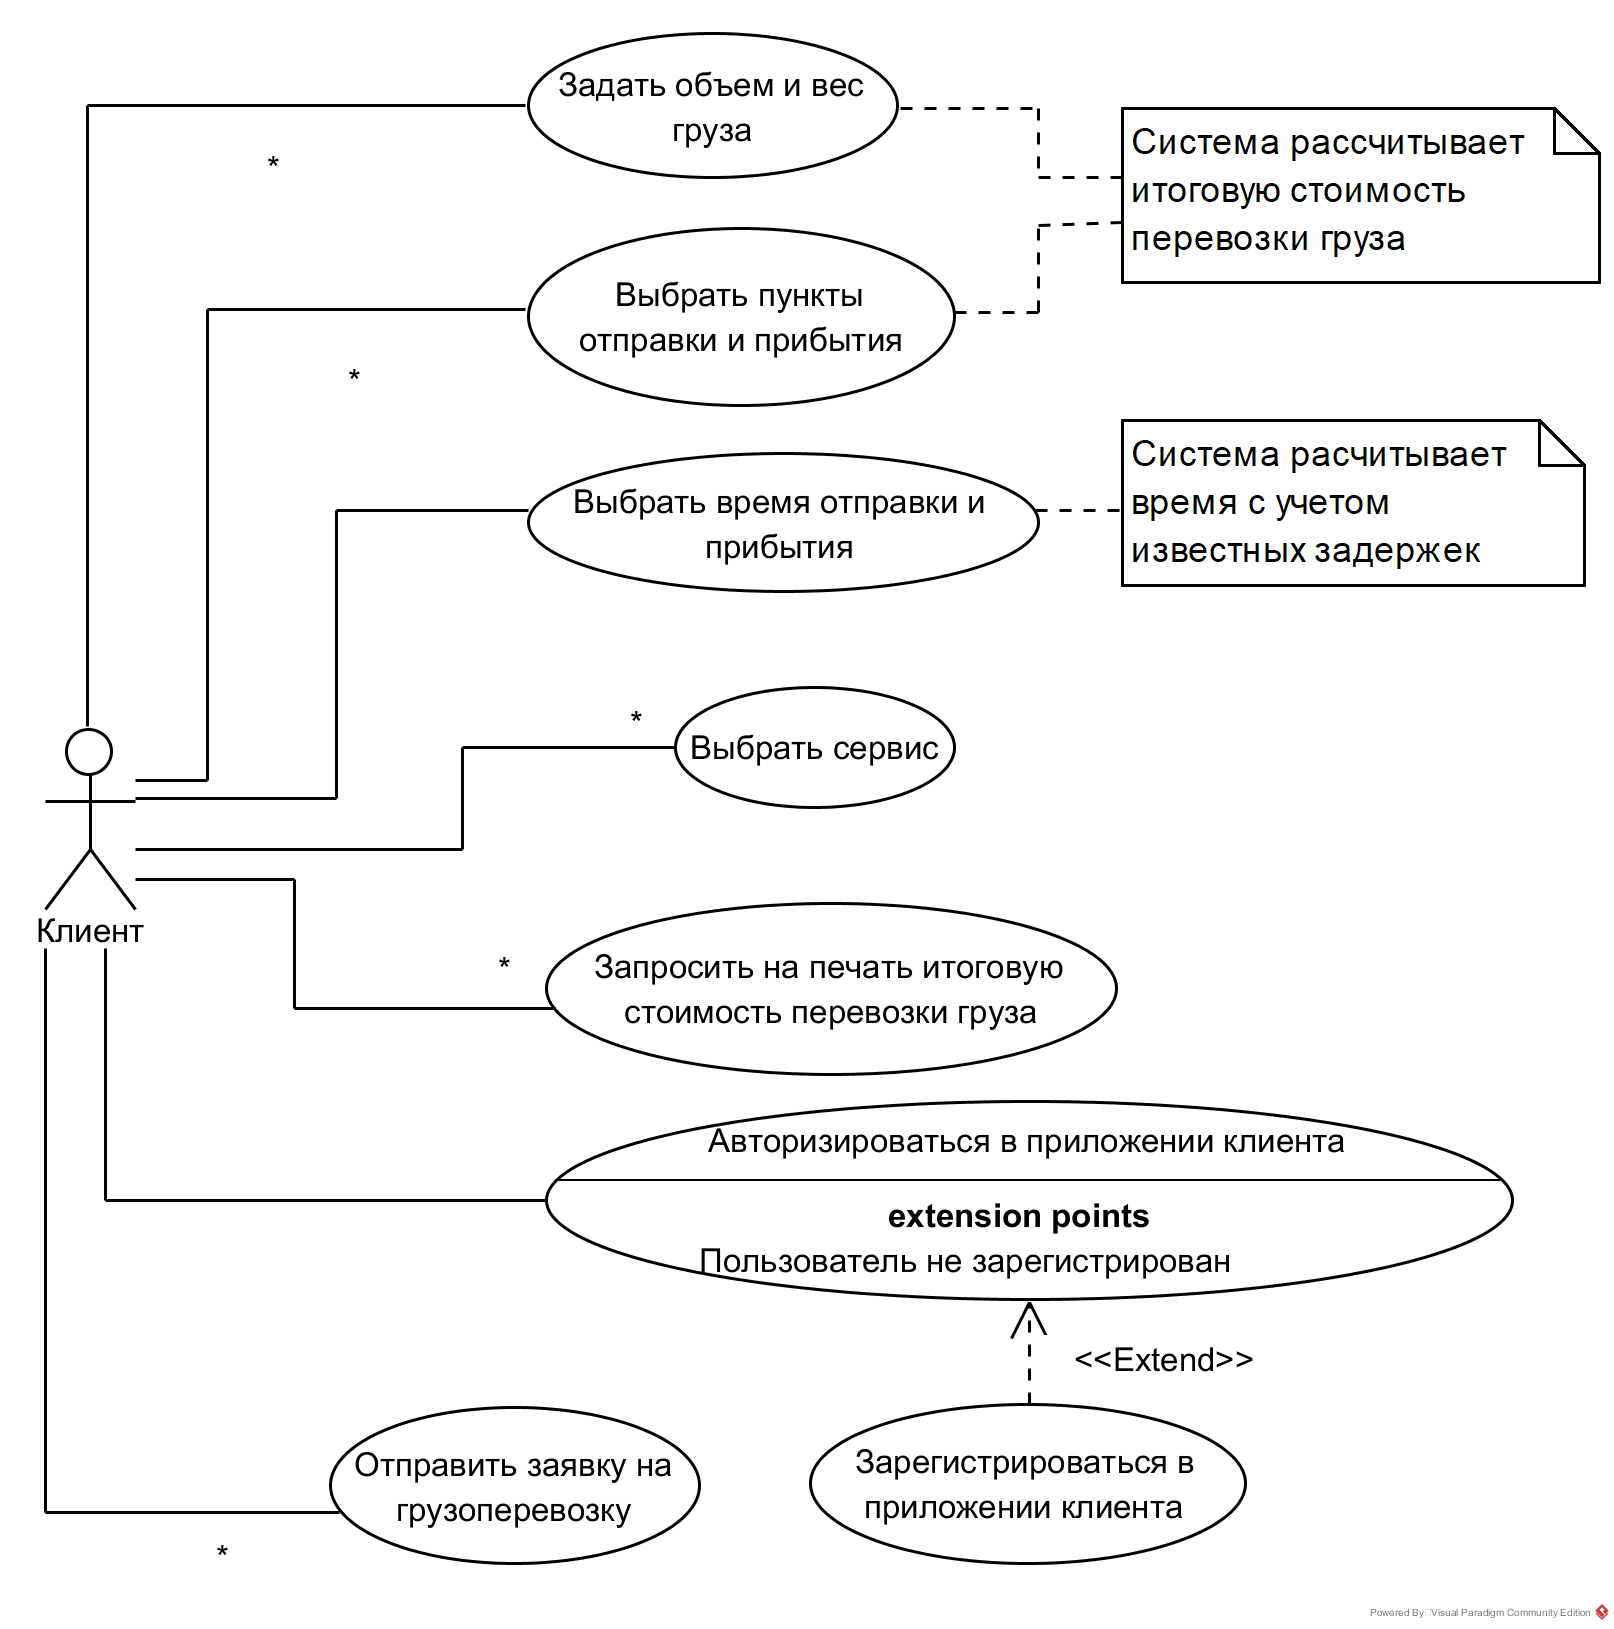 Задать объем и вес
груза
*
Система рассчитывает
итоговую стоимость
перевозки груза
Выбрать пункты
отправки и прибытия
*
Система расчитывает
время с учетом
известных задержек
Выбрать время отправки и
прибытия
*
Выбрать сервис
Клиент
*
Запросить на печать итоговую
стоимость перевозки груза
Авторизироваться в приложении клиента
extension points
Пользователь не зарегистрирован
<<Extend>>
Отправить заявку на
грузоперевозку
Зарегистрироваться в
приложении клиента
*
Powered By Visual Paradigm Community Edition